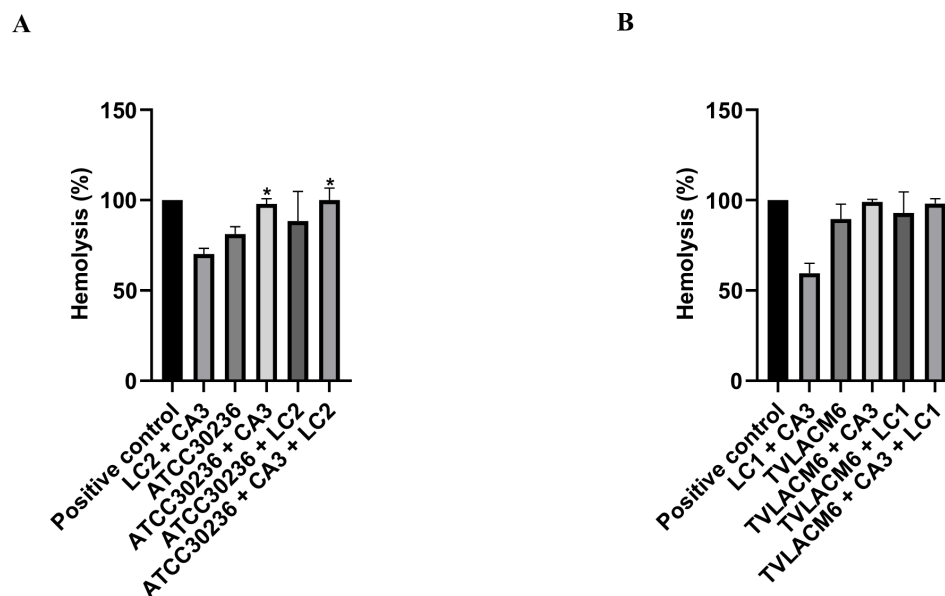 A
B
150
100
50
0
Hemolysis (%)
* *
Positive control
LC2 + CA3
ATCC30236
ATCC30236 + CA3
ATCC30236 + LC2
ATCC30236 + CA3 + LC2
150
100
50
0
Hemolysis (%)
Positive control
LC1 + CA3
TVLACM6
TVLACM6 + CA3
TVLACM6 + LC1
TVLACM6 + CA3 + LC1